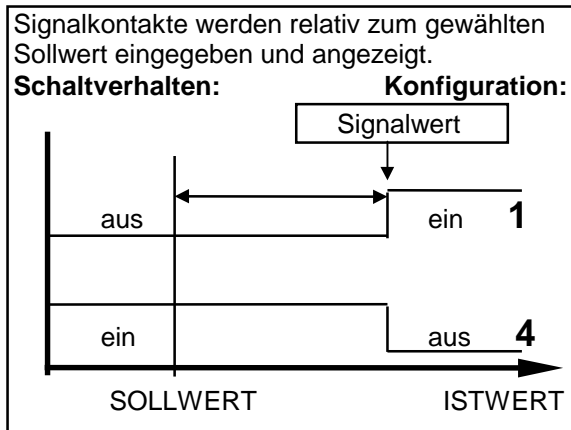 Signalkontakte werden relativ zum gewählten
Sollwert eingegeben und angezeigt.
Schaltverhalten: Konfiguration:
Signalwert
aus ein 1
ein aus 4
SOLLWERT ISTWERT